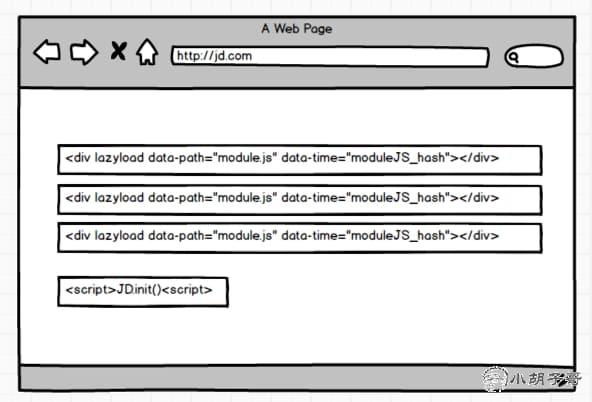 A Web Page
http://jd.com
<div lazyload data-path="module.js" data-time="moduleJS_hash"></div>
<div lazyload data-path="module.js" data-time="moduleJS_hash"></div>
<div lazyload data-path="module.js" data-time="moduleJS_hash"></div>
<script>JD.init()<script>
小胡子哥